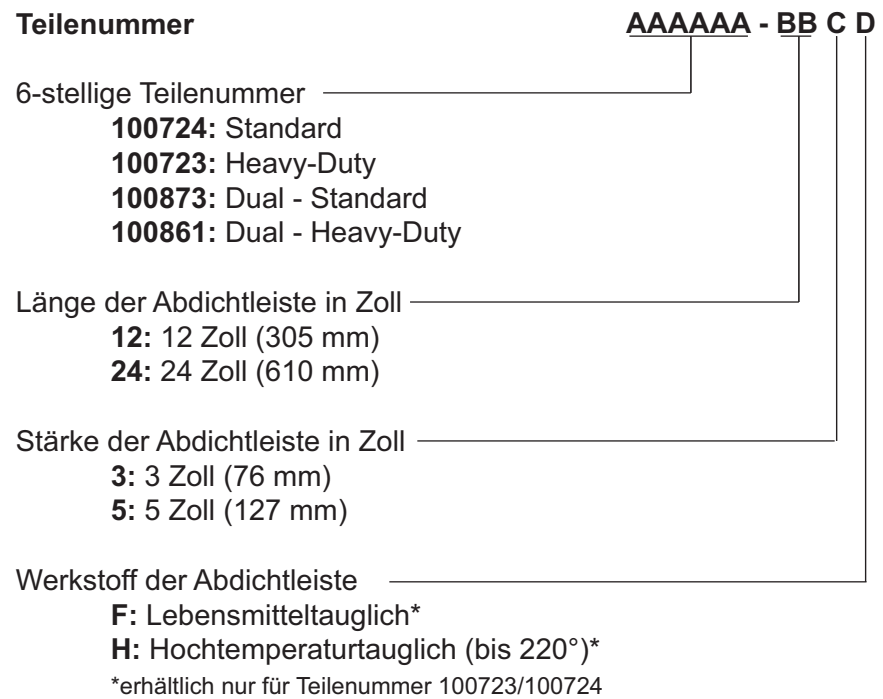 Teilenummer AAAAAA - BB C D
6-stellige Teilenummer
100724: Standard
100723: Heavy-Duty
100873: Dual - Standard
100861: Dual - Heavy-Duty
Länge der Abdichtleiste in Zoll
12: 12 Zoll (305 mm)
24: 24 Zoll (610 mm)
Stärke der Abdichtleiste in Zoll
3: 3 Zoll (76 mm)
5: 5 Zoll (127 mm)
Werkstoff der Abdichtleiste
F: Lebensmitteltauglich*
H: Hochtemperaturtauglich (bis 220°)*
*erhältlich nur für Teilenummer 100723/100724